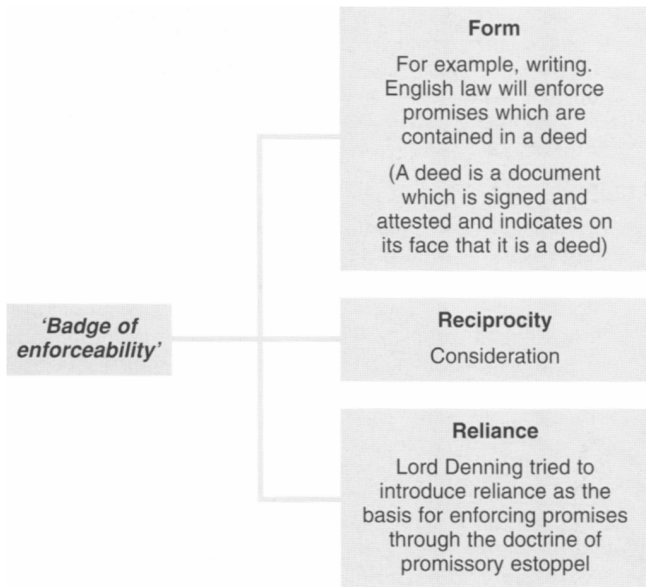 Form
For example, writing.
English law will enforce
promises which are
contained in a deed
(A deed is a document
which is signed and
attested and indicates on
its face that it is a deed)
‘Badge of
enforceability’
Reciprocity
Consideration
Reliance
Lord Denning tried to
introduce reliance as the
basis for enforcing promises
through the doctrine of
promissory estoppel